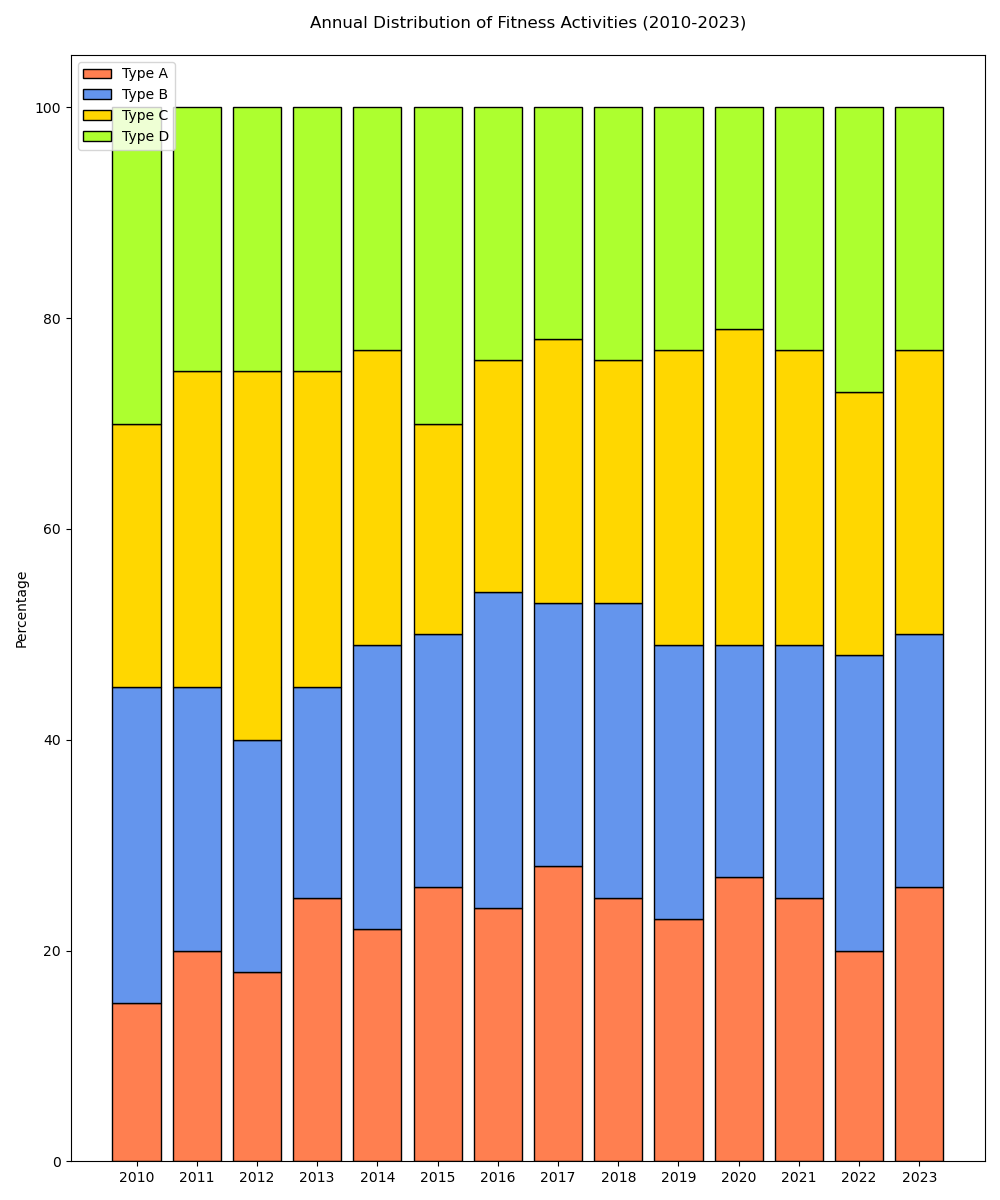 Annual Distribution of Fitness Activities (2010-2023)
Type A
Type B
Type C
Type D
100
80
60
40
20
0
Percentage
2010 2011 2012 2013 2014 2015 2016 2017 2018 2019 2020 2021 2022 2023